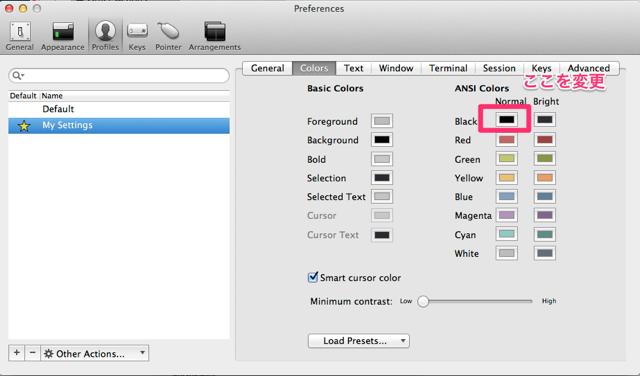 Preferences
General Appearance Profiles Keys Pointer Arrangements
General Colors Text Window Terminal Session Keys Advanced
ここを変更
Default Name
Default
My Settings
Basic Colors
Foreground
Background
Bold
Selection
Selected Text
Cursor
Cursor Text
ANSI Colors
Normal Bright
Black
Red
Green
Yellow
Blue
Magenta
Cyan
White
Smart cursor color
Minimum contrast: Low High
Load Presets...
+ − Other Actions...